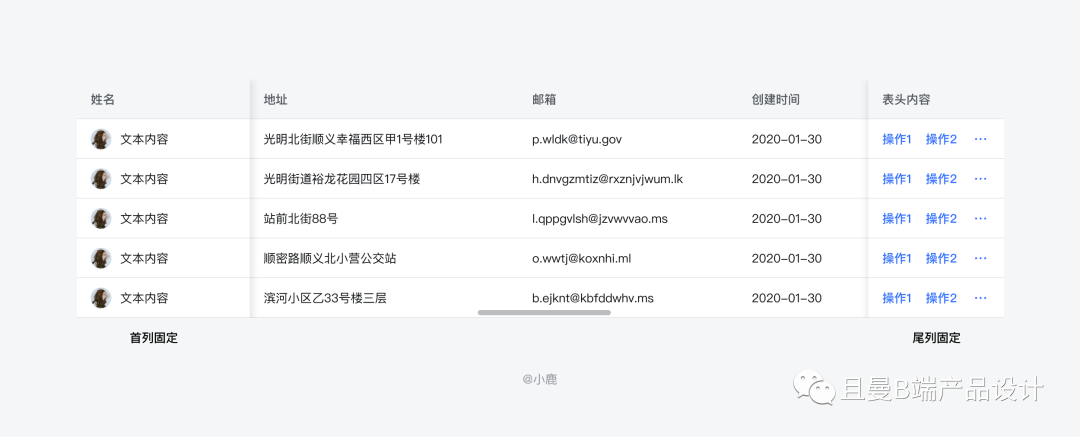 姓名 地址 邮箱 创建时间 表头内容
文本内容 光明北街顺义幸福西区甲1号楼101 p.wldk@tiyu.gov 2020-01-30 操作1 操作2 ···
文本内容 光明街道裕龙花园四区17号楼 h.dnvgzmtiz@rxznjvjwum.lk 2020-01-30 操作1 操作2 ···
文本内容 站前北街88号 l.qppgvlsh@jzvwvvao.ms 2020-01-30 操作1 操作2 ···
文本内容 顺密路顺义北小营公交站 o.wwtj@koxnhi.ml 2020-01-30 操作1 操作2 ···
文本内容 滨河小区乙33号楼三层 b.ejknt@kbfddwhv.ms 2020-01-30 操作1 操作2 ···
首列固定 尾列固定
@小鹿
且曼B端产品设计